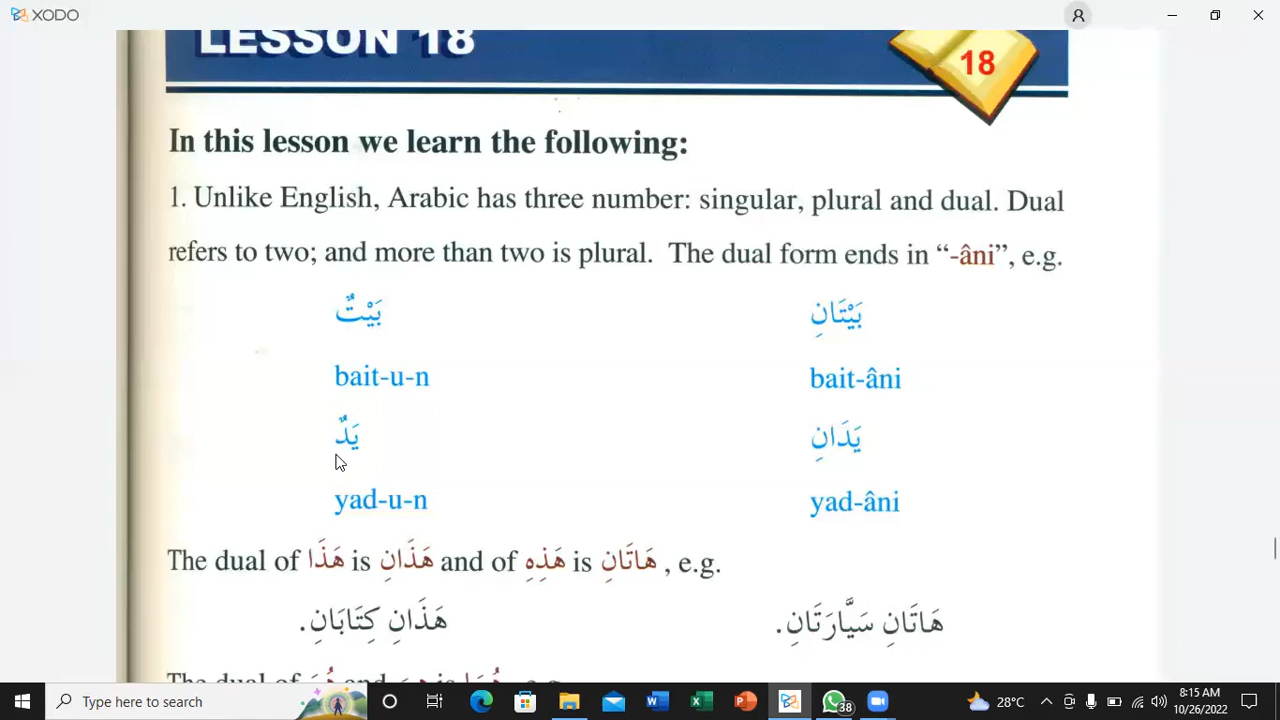 XODO
LESSON 18
18
In this lesson we learn the following:
1. Unlike English, Arabic has three number: singular, plural and dual. Dual
refers to two; and more than two is plural. The dual form ends in “-âni”, e.g.
بَيْتٌ بَيْتَانِ
bait-u-n bait-âni
يَدٌ يَدَانِ
yad-u-n yad-âni
The dual of هَذَا is هَذَانِ and of هَذِهِ is هَاتَانِ , e.g.
هَذَانِ كِتَابَانِ. هَاتَانِ سَيَّارَتَانِ.
Type here to search
38
28°C
8:15 AM
10/26/2022